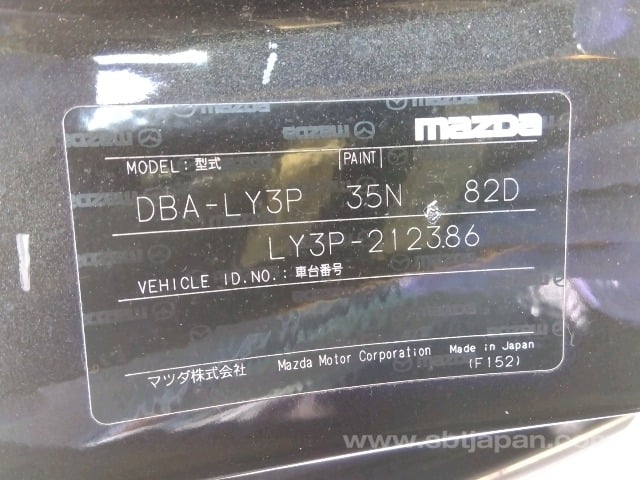 mazda
MODEL:型式 PAINT
DBA-LY3P 35N 82D
LY3P-212386
VEHICLE ID.NO.:車台番号
マツダ株式会社 Mazda Motor Corporation Made in Japan
(F152)
www.sbtjapan.com